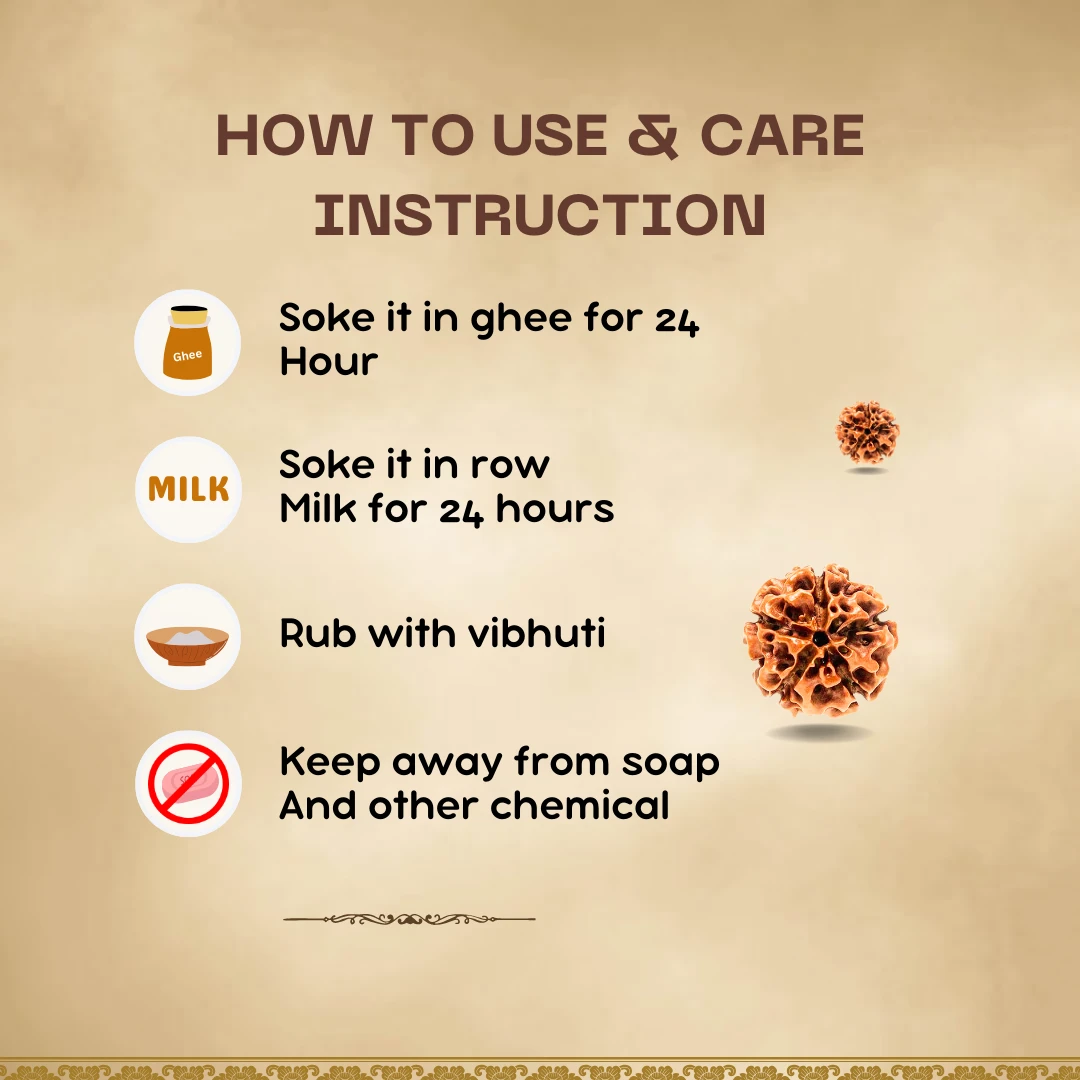 HOW TO USE & CARE
INSTRUCTION
Ghee
Soke it in ghee for 24
Hour
MILK
Soke it in row
Milk for 24 hours
Rub with vibhuti
Keep away from soap
And other chemical